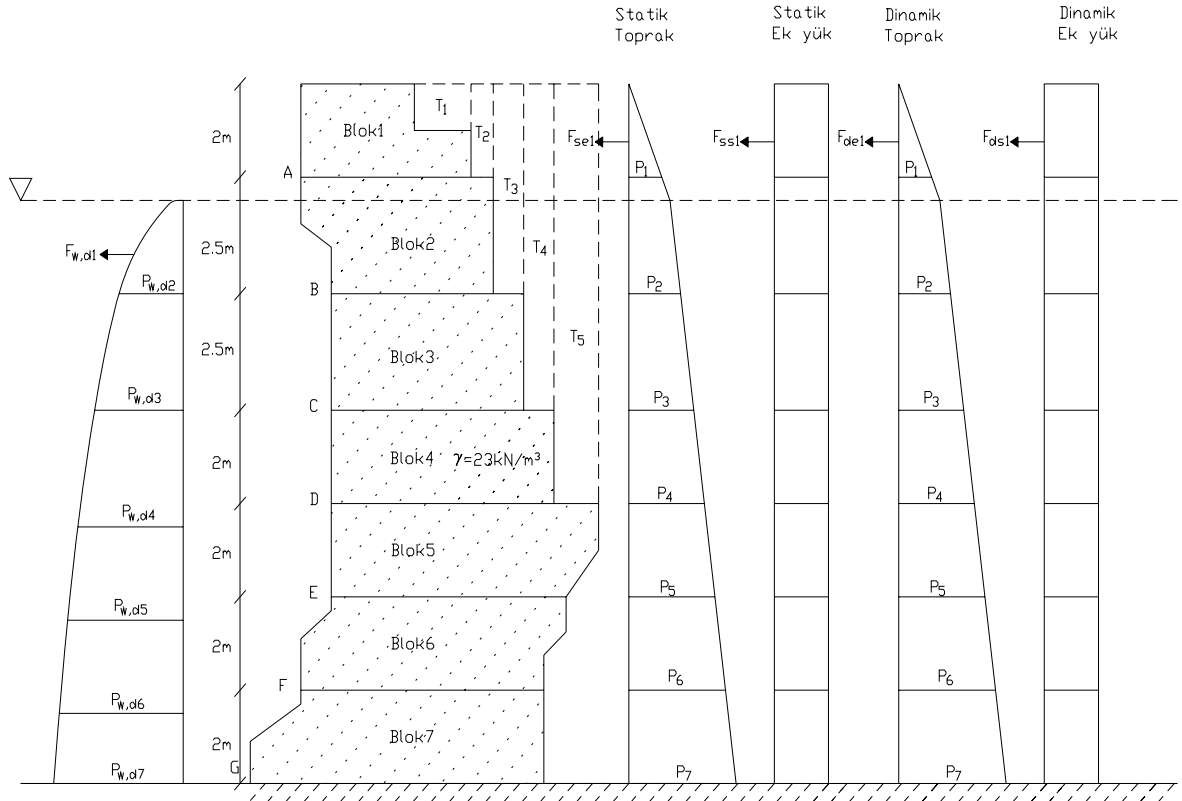 Statik
Toprak
Statik
Ek yük
Dinamik
Toprak
Dinamik
Ek yük
2m
2.5m
2.5m
2m
2m
2m
2m
A
B
C
D
E
F
G
Blok1
Blok2
Blok3
Blok4 γ=23kN/m³
Blok5
Blok6
Blok7
T1
T2
T3
T4
T5
Fw,d1
Pw,d2
Pw,d3
Pw,d4
Pw,d5
Pw,d6
Pw,d7
Fse1
P1
P2
P3
P4
P5
P6
P7
Fss1
Fde1
P1
P2
P3
P4
P5
P6
P7
Fds1